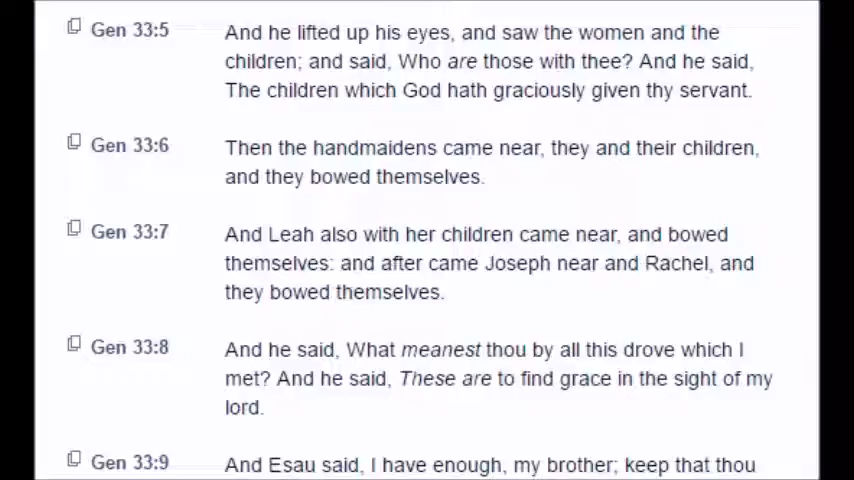 Gen 33:5 And he lifted up his eyes, and saw the women and the
children; and said, Who are those with thee? And he said,
The children which God hath graciously given thy servant.
Gen 33:6 Then the handmaidens came near, they and their children,
and they bowed themselves.
Gen 33:7 And Leah also with her children came near, and bowed
themselves: and after came Joseph near and Rachel, and
they bowed themselves.
Gen 33:8 And he said, What meanest thou by all this drove which I
met? And he said, These are to find grace in the sight of my
lord.
Gen 33:9 And Esau said, I have enough, my brother; keep that thou